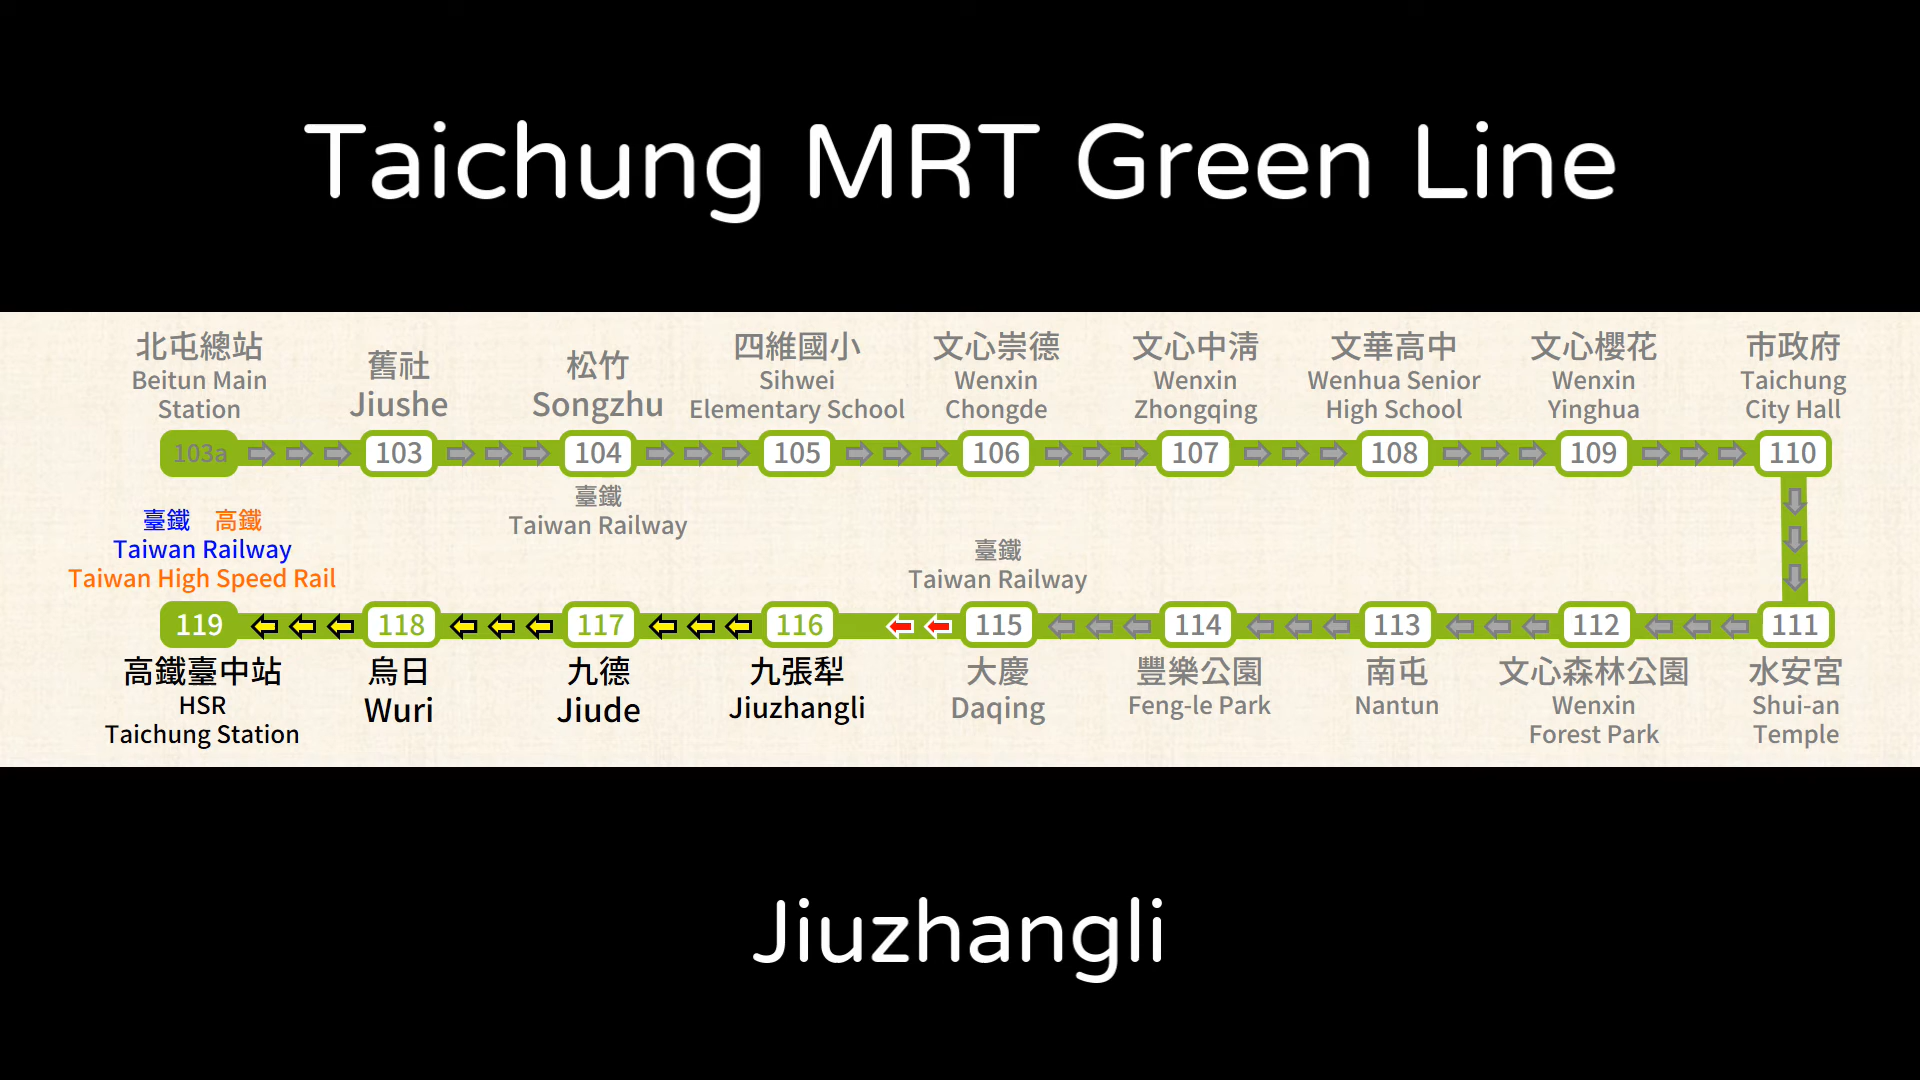 Taichung MRT Green Line
北屯總站
Beitun Main
Station
舊社
Jiushe
松竹
Songzhu
四維國小
Sihwei
Elementary School
文心崇德
Wenxin
Chongde
文心中清
Wenxin
Zhongqing
文華高中
Wenhua Senior
High School
文心櫻花
Wenxin
Yinghua
市政府
Taichung
City Hall
103a 103 104 105 106 107 108 109 110
臺鐵
Taiwan Railway
臺鐵 高鐵
Taiwan Railway
Taiwan High Speed Rail
臺鐵
Taiwan Railway
119 118 117 116 115 114 113 112 111
高鐵臺中站
HSR
Taichung Station
烏日
Wuri
九德
Jiude
九張犁
Jiuzhangli
大慶
Daqing
豐樂公園
Feng-le Park
南屯
Nantun
文心森林公園
Wenxin
Forest Park
水安宮
Shui-an
Temple
Jiuzhangli